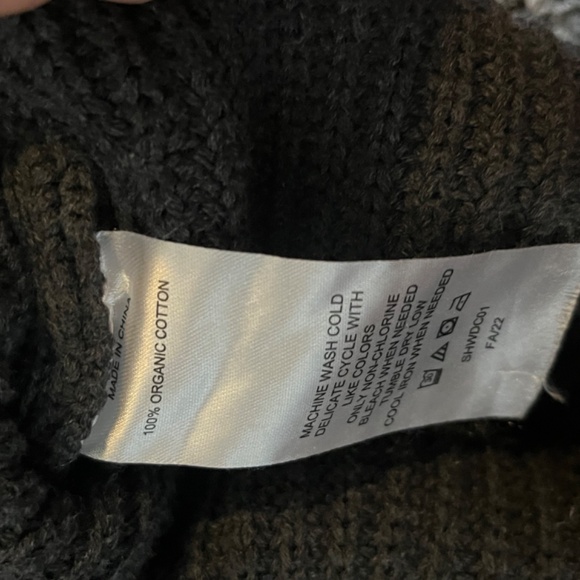 MADE IN CHINA
100% ORGANIC COTTON
MACHINE WASH COLD
DELICATE CYCLE WITH
LIKE COLORS
ONLY NON-CHLORINE
BLEACH WHEN NEEDED
TUMBLE DRY LOW
COOL IRON WHEN NEEDED
SHWDC01
FA/22